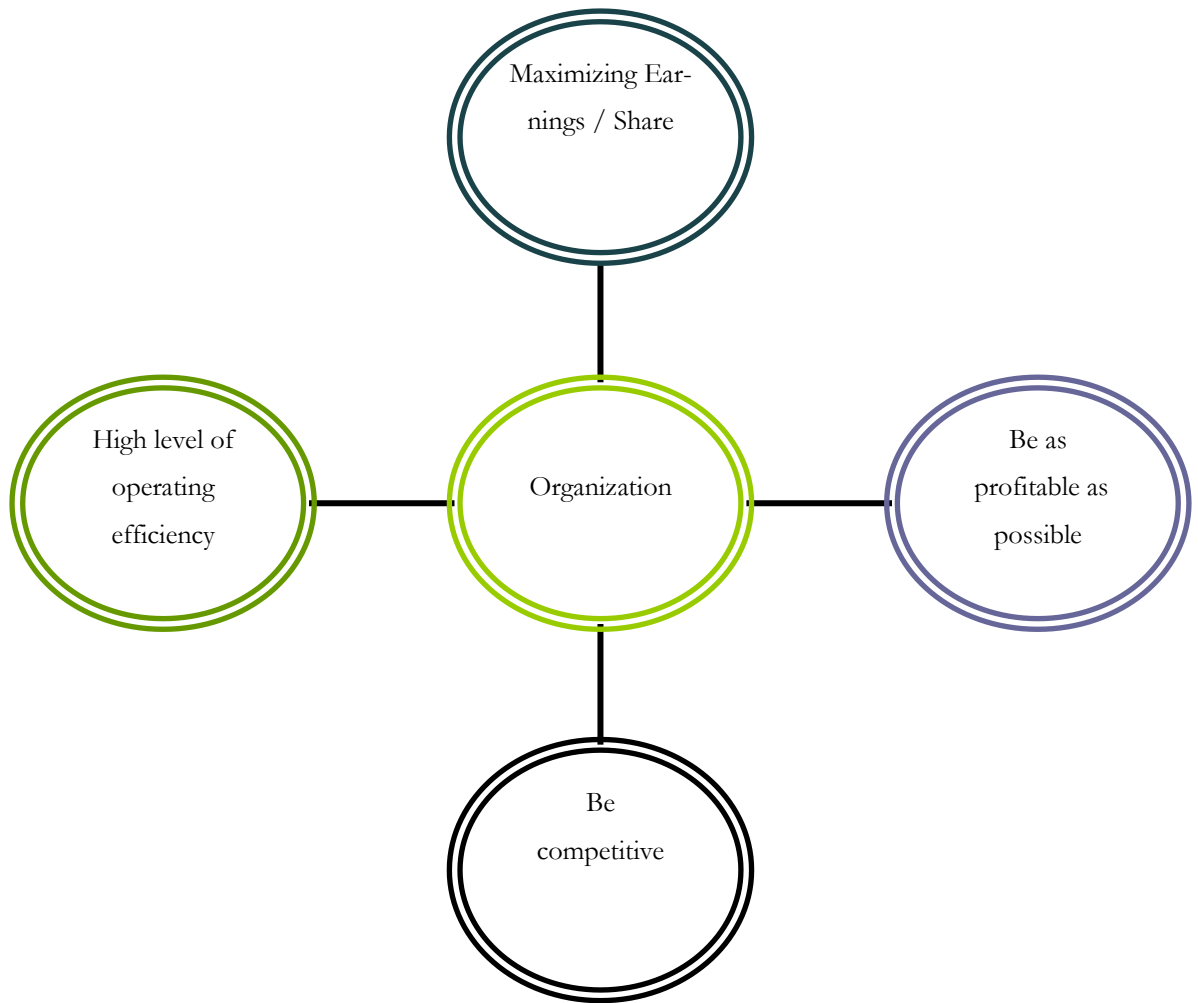 Maximizing Ear-
nings / Share
High level of
operating
efficiency
Organization
Be as
profitable as
possible
Be
competitive